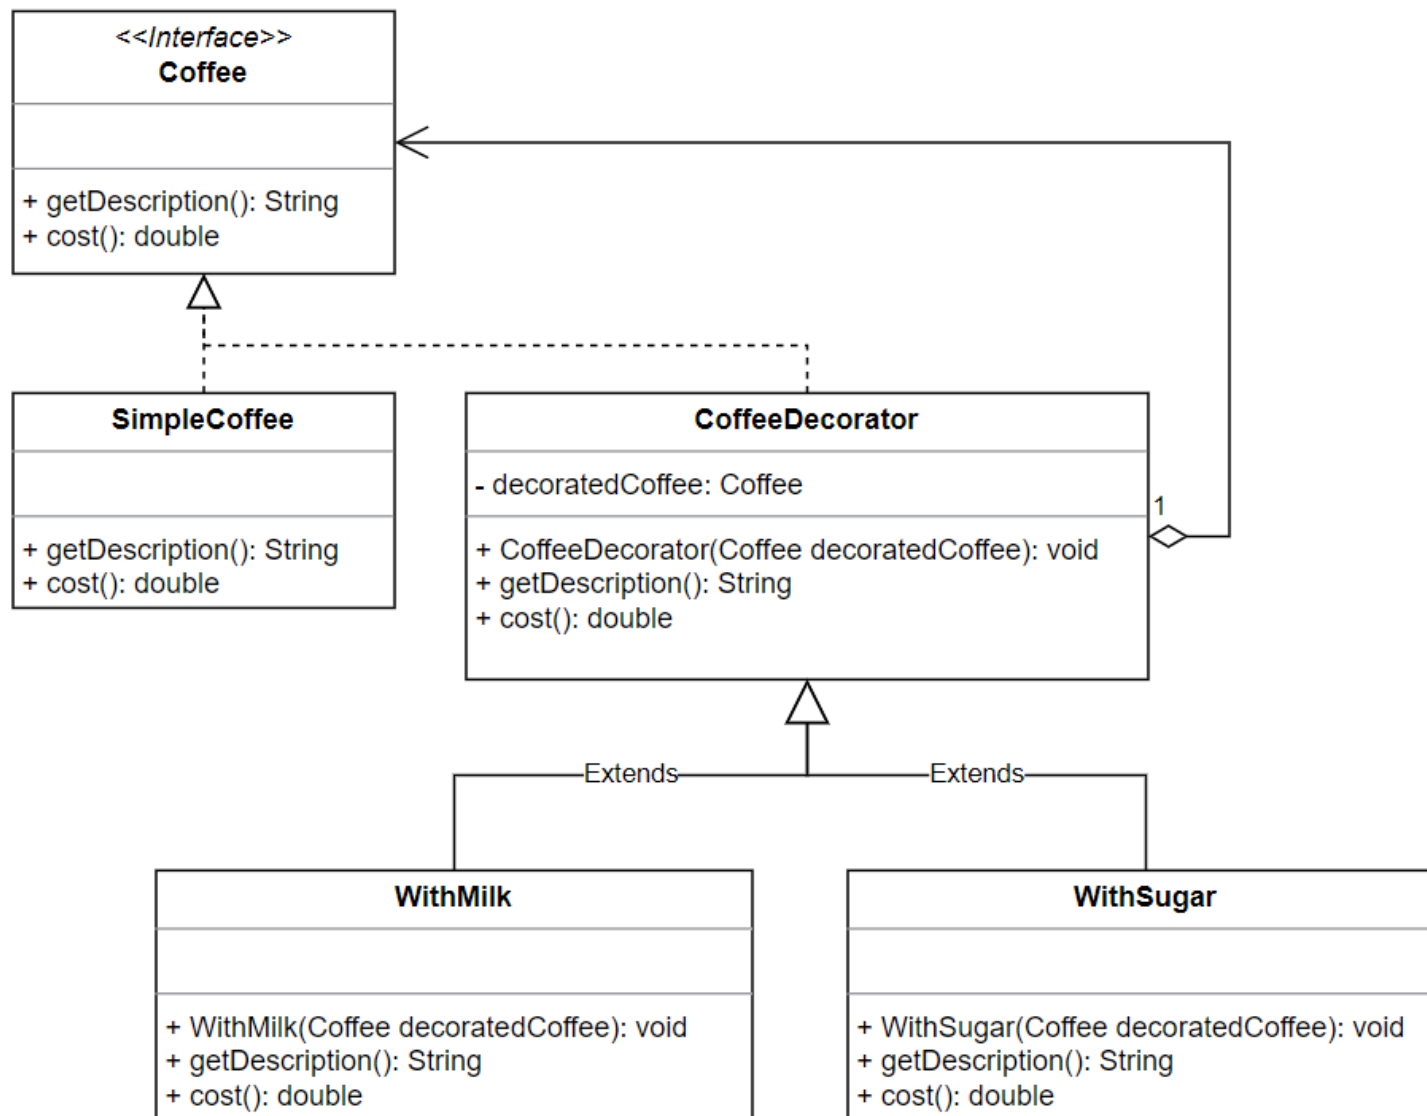 <<Interface>>
Coffee
+ getDescription(): String
+ cost(): double
SimpleCoffee
+ getDescription(): String
+ cost(): double
CoffeeDecorator
- decoratedCoffee: Coffee
+ CoffeeDecorator(Coffee decoratedCoffee): void
+ getDescription(): String
+ cost(): double
1
Extends
Extends
WithMilk
+ WithMilk(Coffee decoratedCoffee): void
+ getDescription(): String
+ cost(): double
WithSugar
+ WithSugar(Coffee decoratedCoffee): void
+ getDescription(): String
+ cost(): double